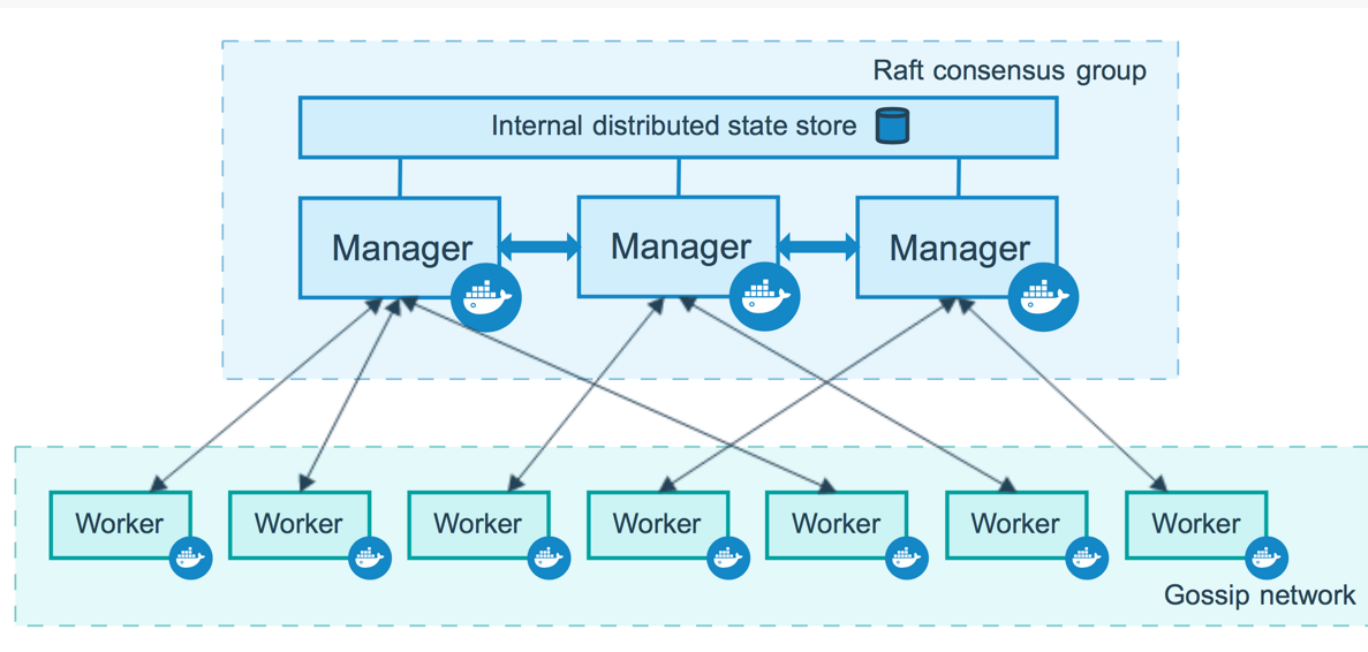 Raft consensus group
Internal distributed state store
Manager
Manager
Manager
Worker
Worker
Worker
Worker
Worker
Worker
Worker
Gossip network